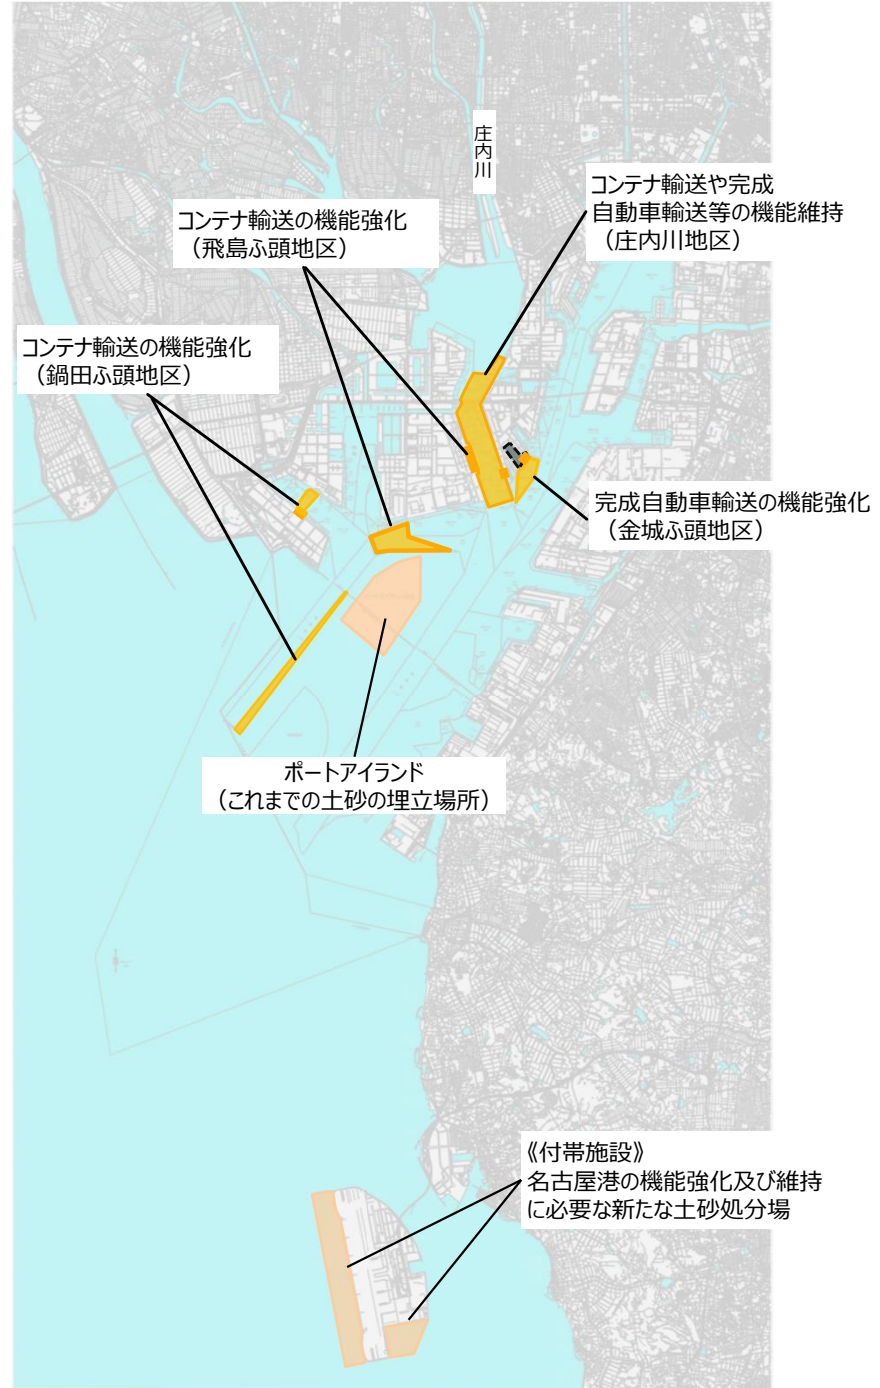 庄内川
コンテナ輸送や完成
自動車輸送等の機能維持
（庄内川地区）
コンテナ輸送の機能強化
（飛島ふ頭地区）
コンテナ輸送の機能強化
（鍋田ふ頭地区）
完成自動車輸送の機能強化
（金城ふ頭地区）
ポートアイランド
（これまでの土砂の埋立場所）
《付帯施設》
名古屋港の機能強化及び維持
に必要な新たな土砂処分場